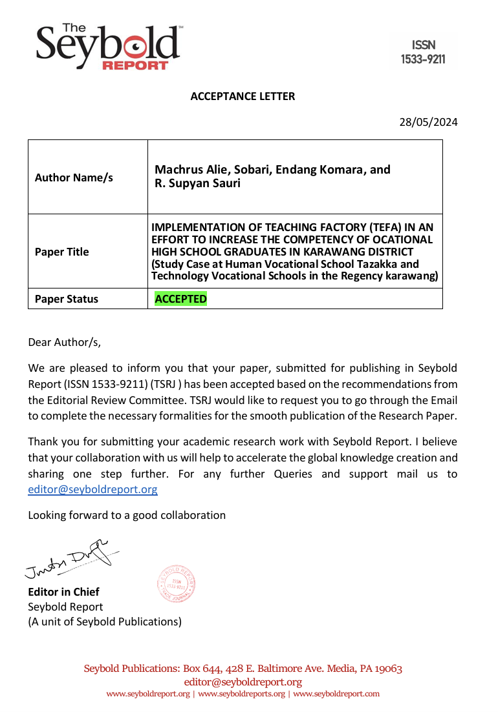 The
Seybold
REPORT
ISSN
1533-9211
ACCEPTANCE LETTER
28/05/2024
Author Name/s
Machrus Alie, Sobari, Endang Komara, and
R. Supyan Sauri
Paper Title
IMPLEMENTATION OF TEACHING FACTORY (TEFA) IN AN
EFFORT TO INCREASE THE COMPETENCY OF OCATIONAL
HIGH SCHOOL GRADUATES IN KARAWANG DISTRICT
(Study Case at Human Vocational School Tazakka and
Technology Vocational Schools in the Regency karawang)
Paper Status
ACCEPTED
Dear Author/s,
We are pleased to inform you that your paper, submitted for publishing in Seybold
Report (ISSN 1533-9211) (TSRJ ) has been accepted based on the recommendations from
the Editorial Review Committee. TSRJ would like to request you to go through the Email
to complete the necessary formalities for the smooth publication of the Research Paper.
Thank you for submitting your academic research work with Seybold Report. I believe
that your collaboration with us will help to accelerate the global knowledge creation and
sharing one step further. For any further Queries and support mail us to
editor@seyboldreport.org
Looking forward to a good collaboration
Editor in Chief
Seybold Report
(A unit of Seybold Publications)
Seybold Publications: Box 644, 428 E. Baltimore Ave. Media, PA 19063
editor@seyboldreport.org
www.seyboldreport.org | www.seyboldreports.org | www.seyboldreport.com